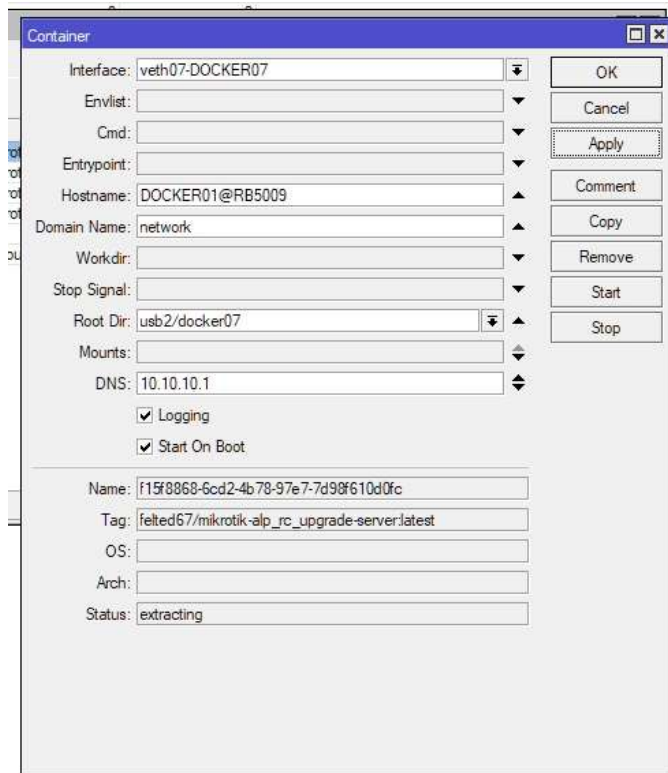 Container
Interface: veth07-DOCKER07
OK
Envlist:
Cancel
Cmd:
Apply
Entrypoint:
Hostname: DOCKER01@RB5009
Comment
Domain Name: network
Copy
Workdir:
Remove
Stop Signal:
Start
Root Dir: usb2/docker07
Stop
Mounts:
DNS: 10.10.10.1
Logging
Start On Boot
Name: f15f8868-6cd2-4b78-97e7-7d98f610d0fc
Tag: felted67/mikrotik-alp_rc_upgrade-server:latest
OS:
Arch:
Status: extracting